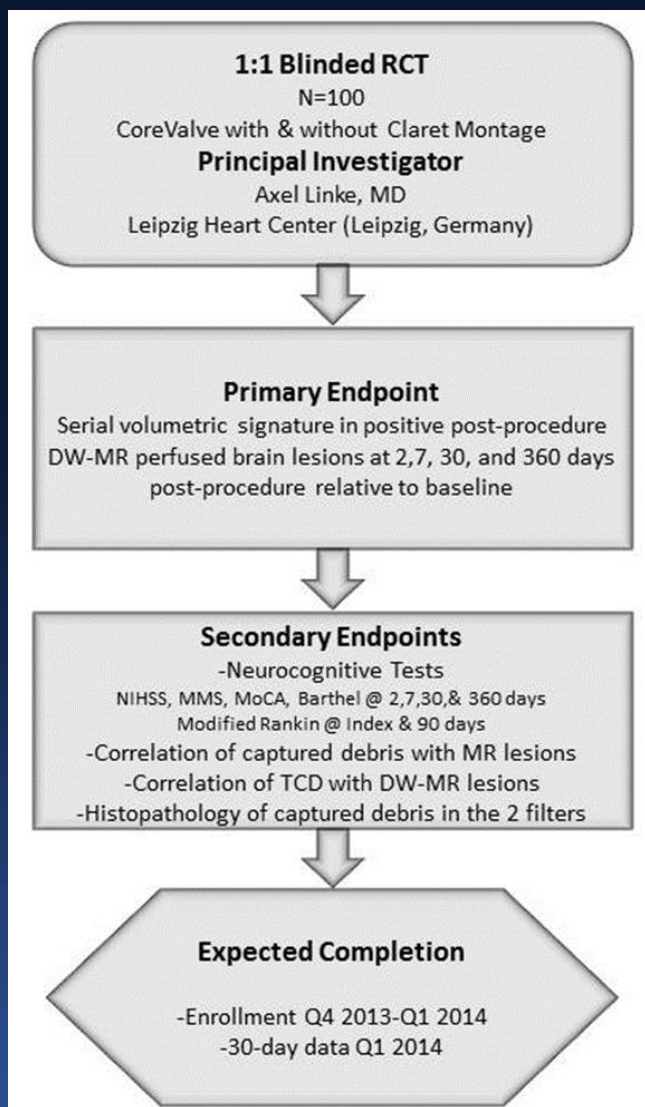 1:1 Blinded RCT
N=100
CoreValve with & without Claret Montage
Principal Investigator
Axel Linke, MD
Leipzig Heart Center (Leipzig, Germany)
Primary Endpoint
Serial volumetric signature in positive post-procedure
DW-MR perfused brain lesions at 2,7, 30, and 360 days
post-procedure relative to baseline
Secondary Endpoints
-Neurocognitive Tests
NIHSS, MMS, MoCA, Barthel @ 2,7,30,& 360 days
Modified Rankin @ Index & 90 days
-Correlation of captured debris with MR lesions
-Correlation of TCD with DW-MR lesions
-Histopathology of captured debris in the 2 filters
Expected Completion
-Enrollment Q4 2013-Q1 2014
-30-day data Q1 2014